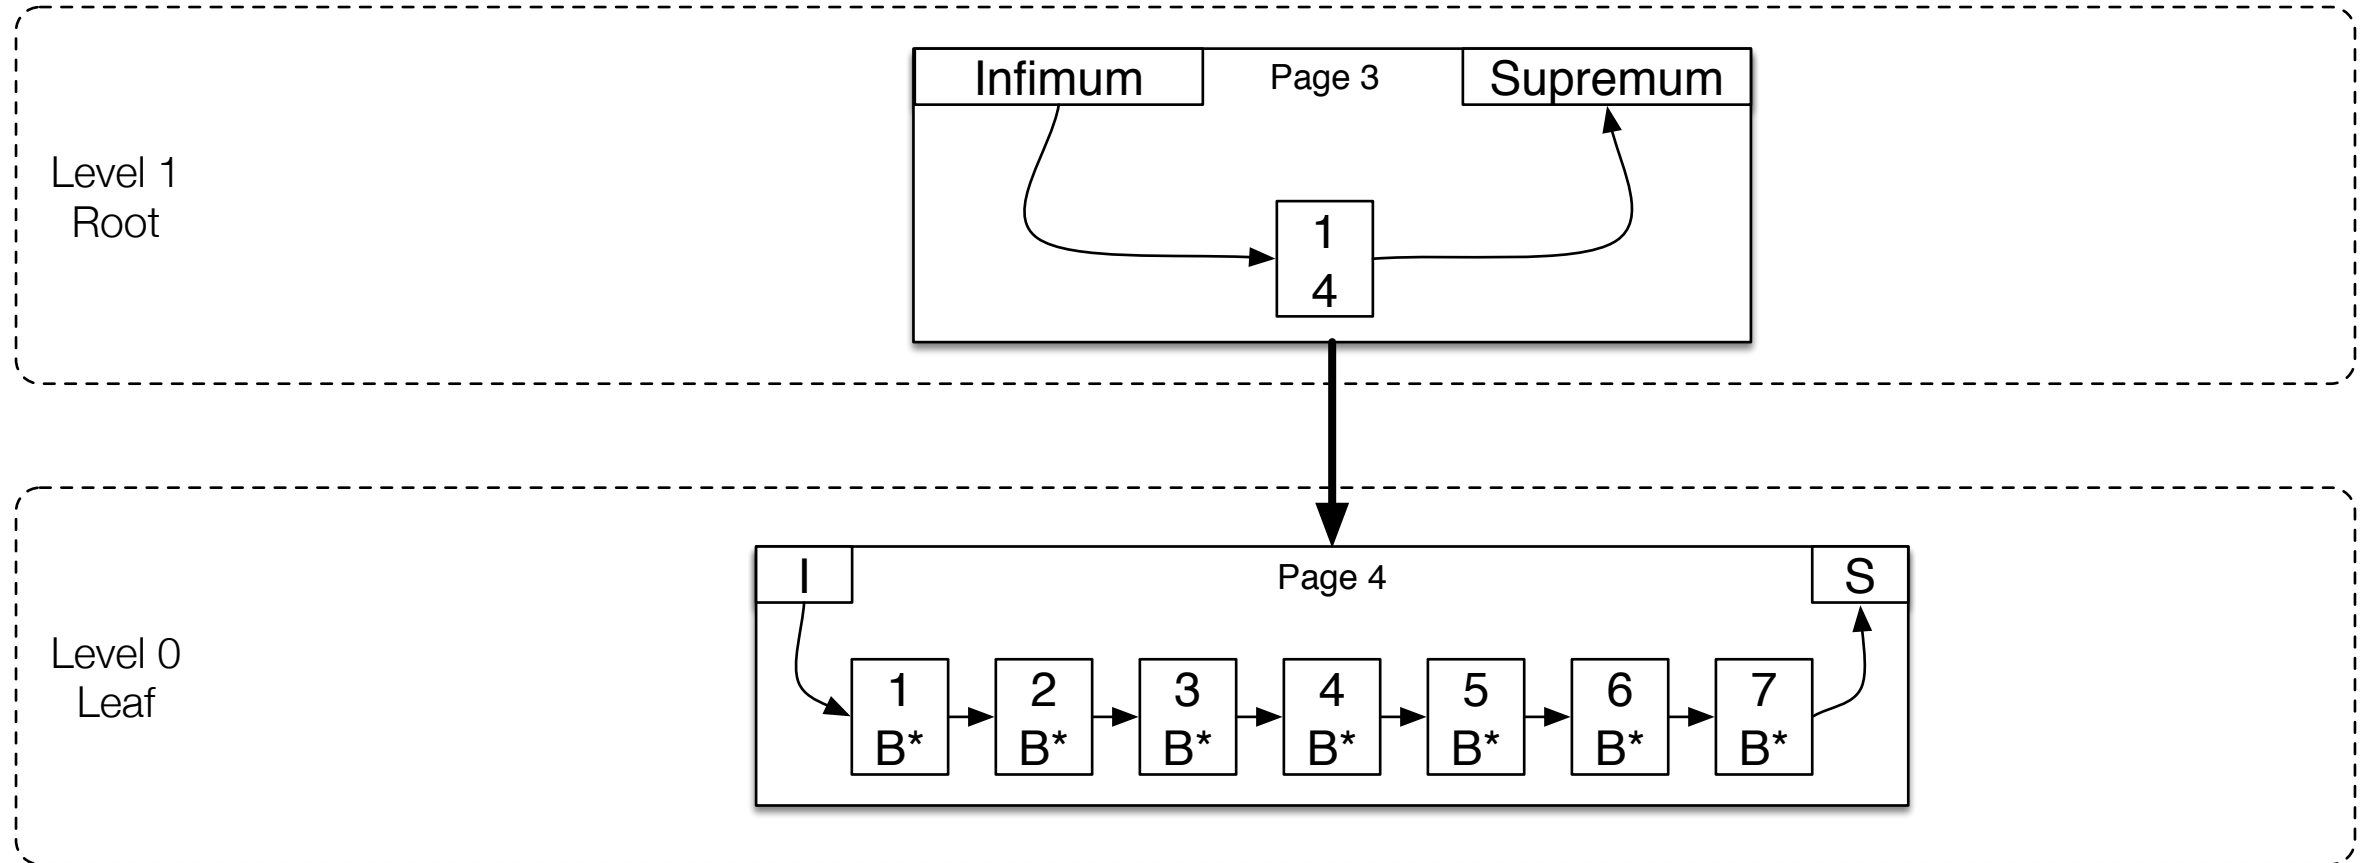 Level 1
Root
Infimum
Page 3
Supremum
1
4
Level 0
Leaf
I
Page 4
S
1
B*
2
B*
3
B*
4
B*
5
B*
6
B*
7
B*